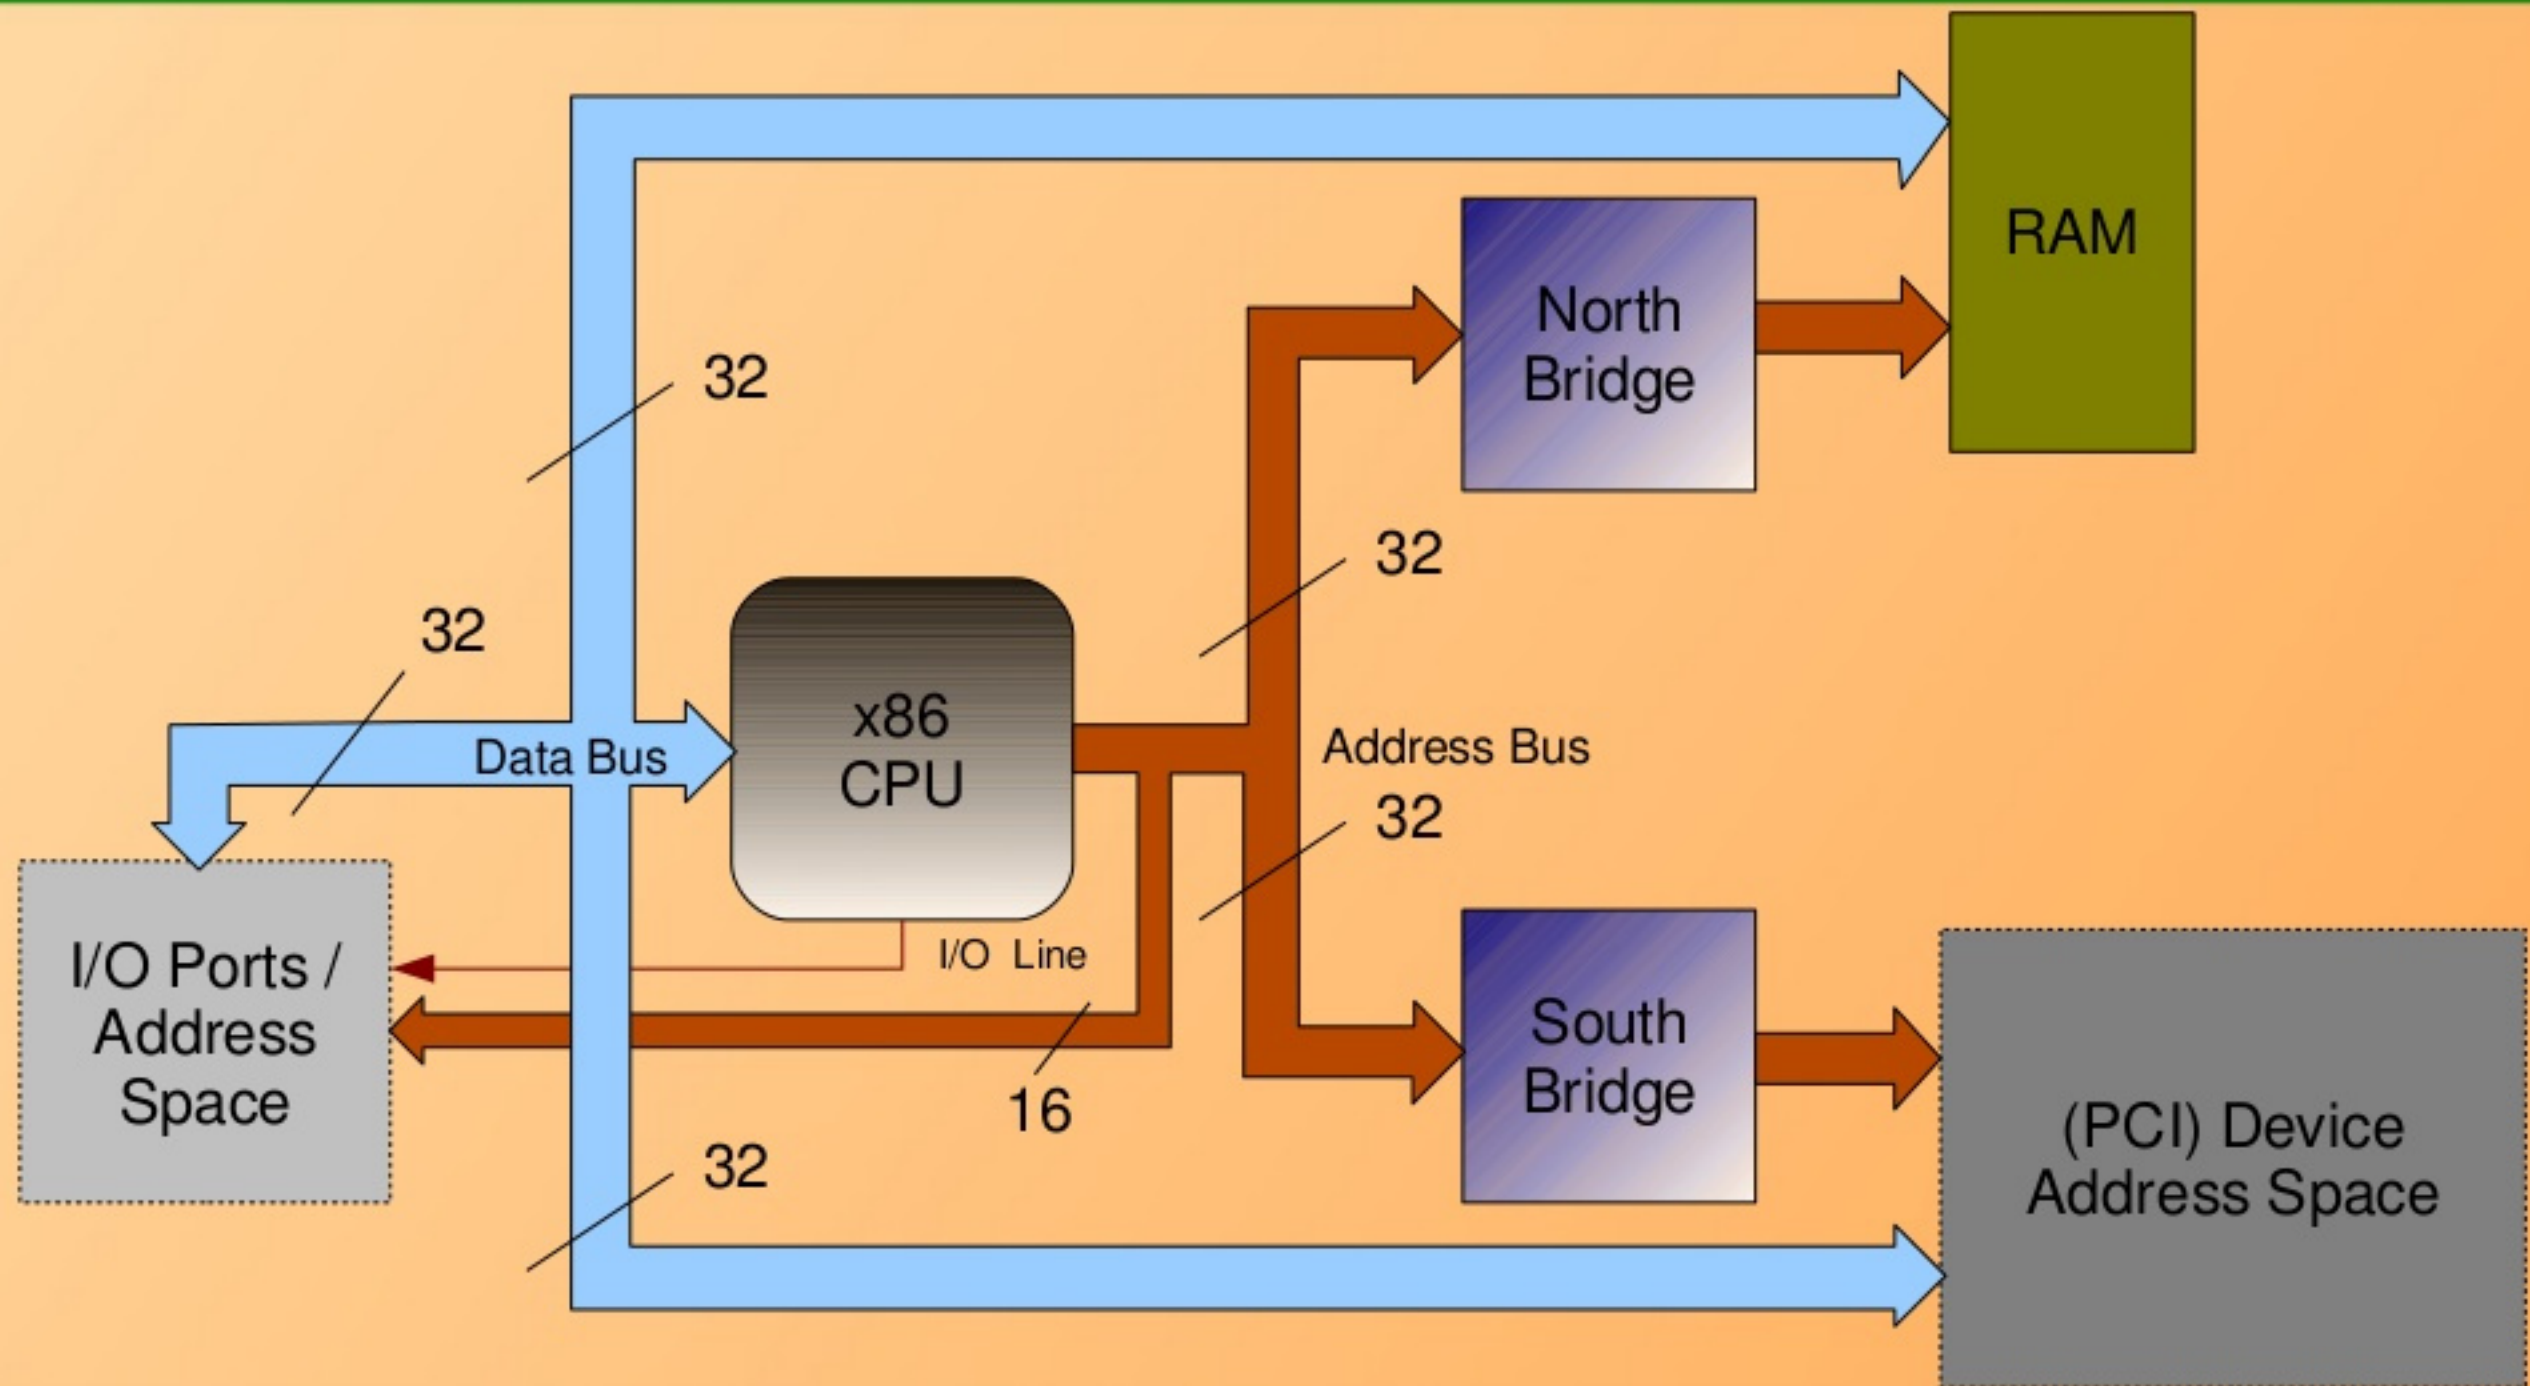 RAM
North
Bridge
32
32
32
x86
CPU
Data Bus
Address Bus
32
I/O Line
I/O Ports /
Address
Space
16
South
Bridge
32
(PCI) Device
Address Space